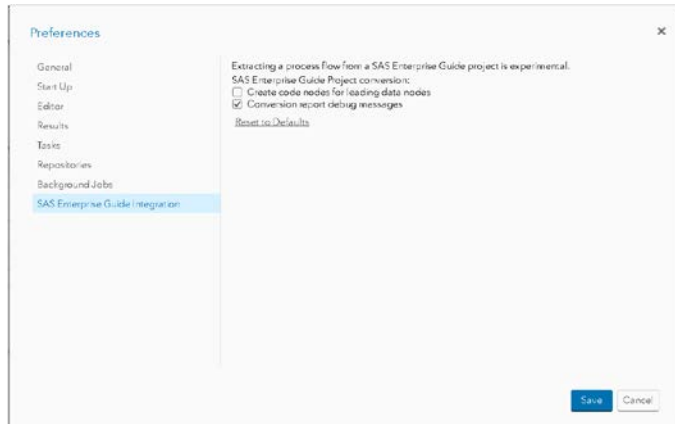 Preferences
General
Start Up
Editor
Results
Tasks
Repositories
Background Jobs
SAS Enterprise Guide Integration
Extracting a process flow from a SAS Enterprise Guide project is experimental.
SAS Enterprise Guide Project conversion:
Create code nodes for leading data nodes
Conversion report debug messages
Reset to Defaults
Save
Cancel